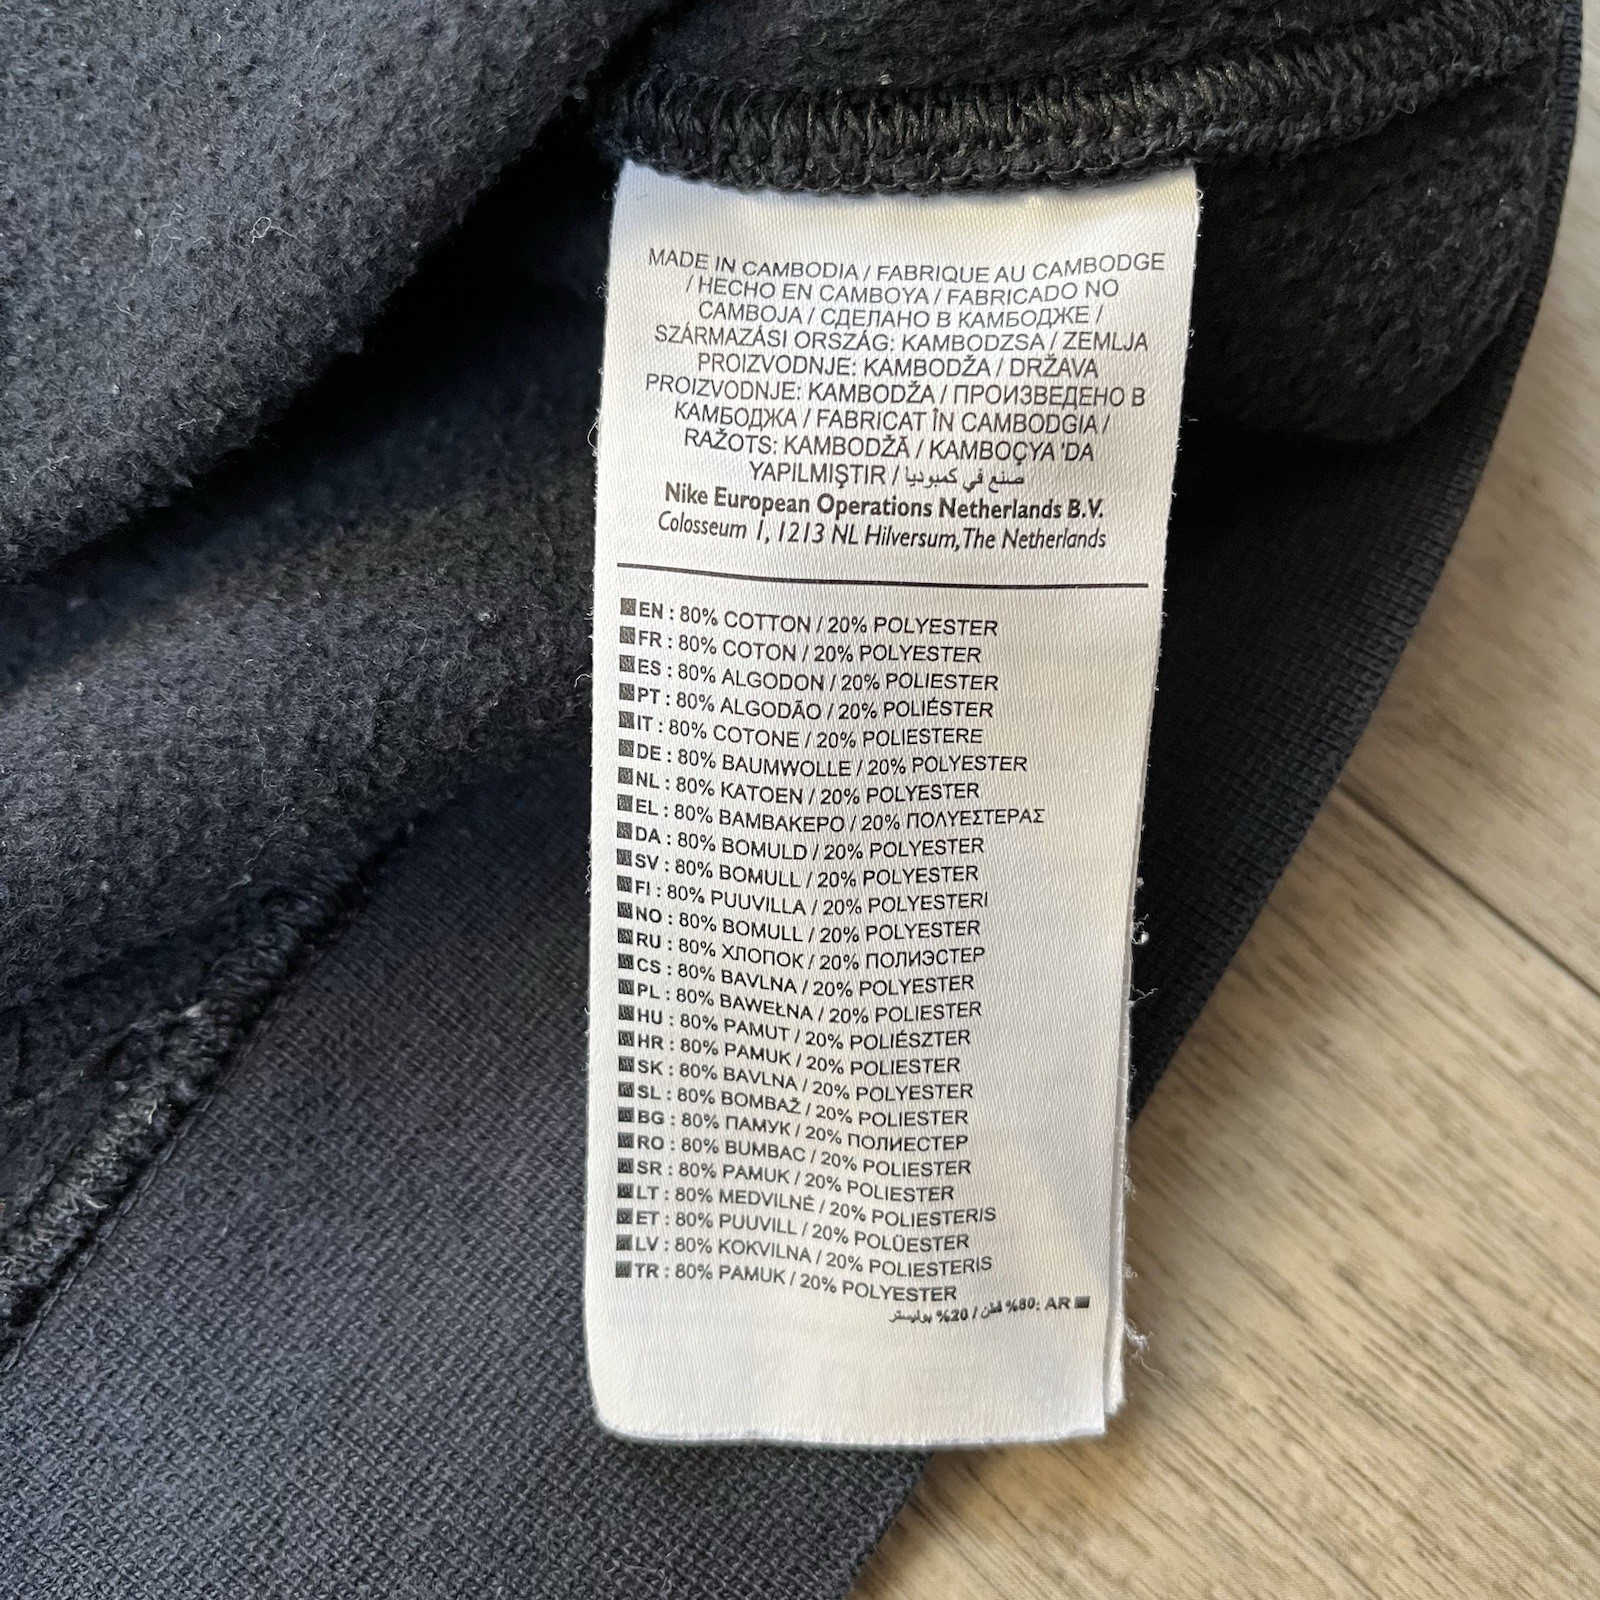 MADE IN CAMBODIA / FABRIQUE AU CAMBODGE
/ HECHO EN CAMBOYA / FABRICADO NO
CAMBOJA / СДЕЛАНО В КАМБОДЖЕ /
SZÁRMAZÁSI ORSZÁG: KAMBODZSA / ZEMLJA
PROIZVODNJE: KAMBODŽA / DRŽAVA
PROIZVODNJE: KAMBODŽA / ПРОИЗВЕДЕНО В
КАМБОДЖА / FABRICAT ÎN CAMBODGIA /
RAŽOTS: KAMBODŽĀ / KAMBOÇYA 'DA
YAPILMIŞTIR / صنع في كمبوديا
Nike European Operations Netherlands B.V.
Colosseum 1, 1213 NL Hilversum, The Netherlands
EN : 80% COTTON / 20% POLYESTER
FR : 80% COTON / 20% POLYESTER
ES : 80% ALGODON / 20% POLIESTER
PT : 80% ALGODÃO / 20% POLIÉSTER
IT : 80% COTONE / 20% POLIESTERE
DE : 80% BAUMWOLLE / 20% POLYESTER
NL : 80% KATOEN / 20% POLYESTER
EL : 80% ΒΑΜΒΑΚΕΡΟ / 20% ΠΟΛΥΕΣΤΕΡΑΣ
DA : 80% BOMULD / 20% POLYESTER
SV : 80% BOMULL / 20% POLYESTER
FI : 80% PUUVILLA / 20% POLYESTERI
NO : 80% BOMULL / 20% POLYESTER
RU : 80% ХЛОПОК / 20% ПОЛИЭСТЕР
CS : 80% BAVLNA / 20% POLYESTER
PL : 80% BAWEŁNA / 20% POLIESTER
HU : 80% PAMUT / 20% POLIÉSZTER
HR : 80% PAMUK / 20% POLIESTER
SK : 80% BAVLNA / 20% POLYESTER
SL : 80% BOMBAŽ / 20% POLIESTER
BG : 80% ПАМУК / 20% ПОЛИЕСТЕР
RO : 80% BUMBAC / 20% POLIESTER
SR : 80% PAMUK / 20% POLIESTER
LT : 80% MEDVILNĖ / 20% POLIESTERIS
ET : 80% PUUVILL / 20% POLÜESTER
LV : 80% KOKVILNA / 20% POLIESTERIS
TR : 80% PAMUK / 20% POLYESTER
AR :80% قطن / 20% بوليستر